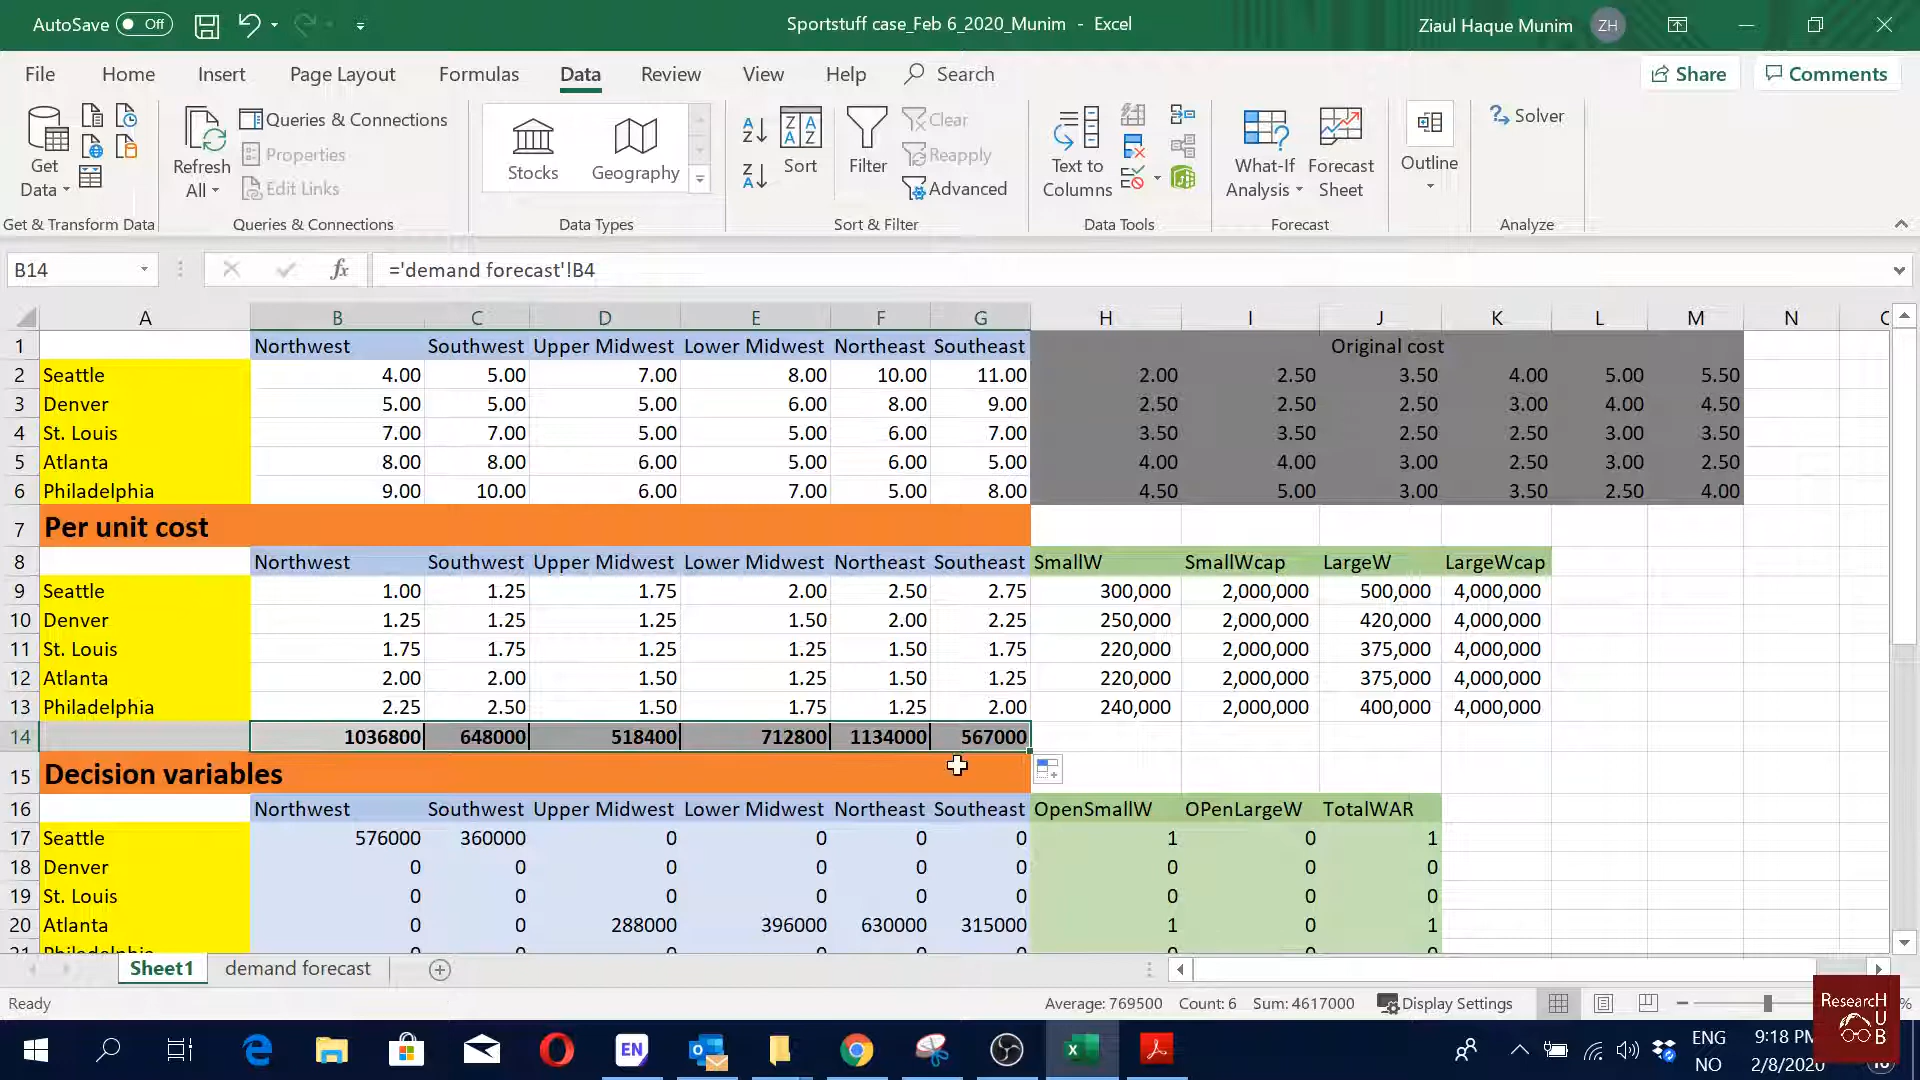 AutoSave Off Sportstuff case_Feb 6_2020_Munim - Excel Ziaul Haque Munim ZH
File Home Insert Page Layout Formulas Data Review View Help Search Share Comments
Get Data
Refresh All
Queries & Connections
Properties
Edit Links
Stocks
Geography
Sort
Filter
Clear
Reapply
Advanced
Text to Columns
What-If Analysis
Forecast Sheet
Outline
Solver
Get & Transform Data Queries & Connections Data Types Sort & Filter Data Tools Forecast Analyze
B14 fx ='demand forecast'!B4
A B C D E F G H I J K L M N
1 Northwest Southwest Upper Midwest Lower Midwest Northeast Southeast Original cost
2 Seattle 4.00 5.00 7.00 8.00 10.00 11.00 2.00 2.50 3.50 4.00 5.00 5.50
3 Denver 5.00 5.00 5.00 6.00 8.00 9.00 2.50 2.50 2.50 3.00 4.00 4.50
4 St. Louis 7.00 7.00 5.00 5.00 6.00 7.00 3.50 3.50 2.50 2.50 3.00 3.50
5 Atlanta 8.00 8.00 6.00 5.00 6.00 5.00 4.00 4.00 3.00 2.50 3.00 2.50
6 Philadelphia 9.00 10.00 6.00 7.00 5.00 8.00 4.50 5.00 3.00 3.50 2.50 4.00
7 Per unit cost
8 Northwest Southwest Upper Midwest Lower Midwest Northeast Southeast SmallW SmallWcap LargeW LargeWcap
9 Seattle 1.00 1.25 1.75 2.00 2.50 2.75 300,000 2,000,000 500,000 4,000,000
10 Denver 1.25 1.25 1.25 1.50 2.00 2.25 250,000 2,000,000 420,000 4,000,000
11 St. Louis 1.75 1.75 1.25 1.25 1.50 1.75 220,000 2,000,000 375,000 4,000,000
12 Atlanta 2.00 2.00 1.50 1.25 1.50 1.25 220,000 2,000,000 375,000 4,000,000
13 Philadelphia 2.25 2.50 1.50 1.75 1.25 2.00 240,000 2,000,000 400,000 4,000,000
14 1036800 648000 518400 712800 1134000 567000
15 Decision variables
16 Northwest Southwest Upper Midwest Lower Midwest Northeast Southeast OpenSmallW OPenLargeW TotalWAR
17 Seattle 576000 360000 0 0 0 0 1 0 1
18 Denver 0 0 0 0 0 0 0 0 0
19 St. Louis 0 0 0 0 0 0 0 0 0
20 Atlanta 0 0 288000 396000 630000 315000 1 0 1
21 Philadelphia 0 0 0 0 0 0 0 0 0
Sheet1 demand forecast
Ready Average: 769500 Count: 6 Sum: 4617000 Display Settings %
ResearcHUB
EN
ENG
NO
9:18 PM
2/8/2020